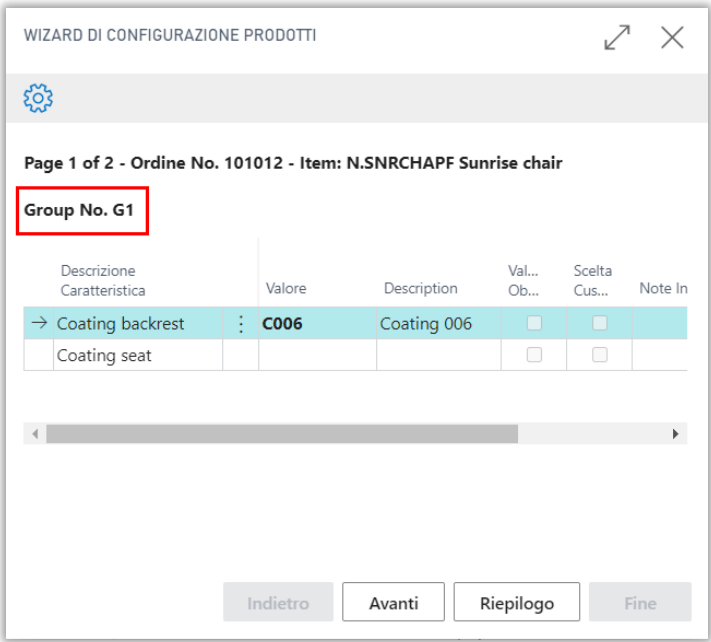 WIZARD DI CONFIGURAZIONE PRODOTTI
Page 1 of 2 - Ordine No. 101012 - Item: N.SNRCHAPF Sunrise chair
Group No. G1
Descrizione Caratteristica Valore Description Val... Ob... Scelta Cus... Note In
Coating backrest C006 Coating 006
Coating seat
Indietro Avanti Riepilogo Fine